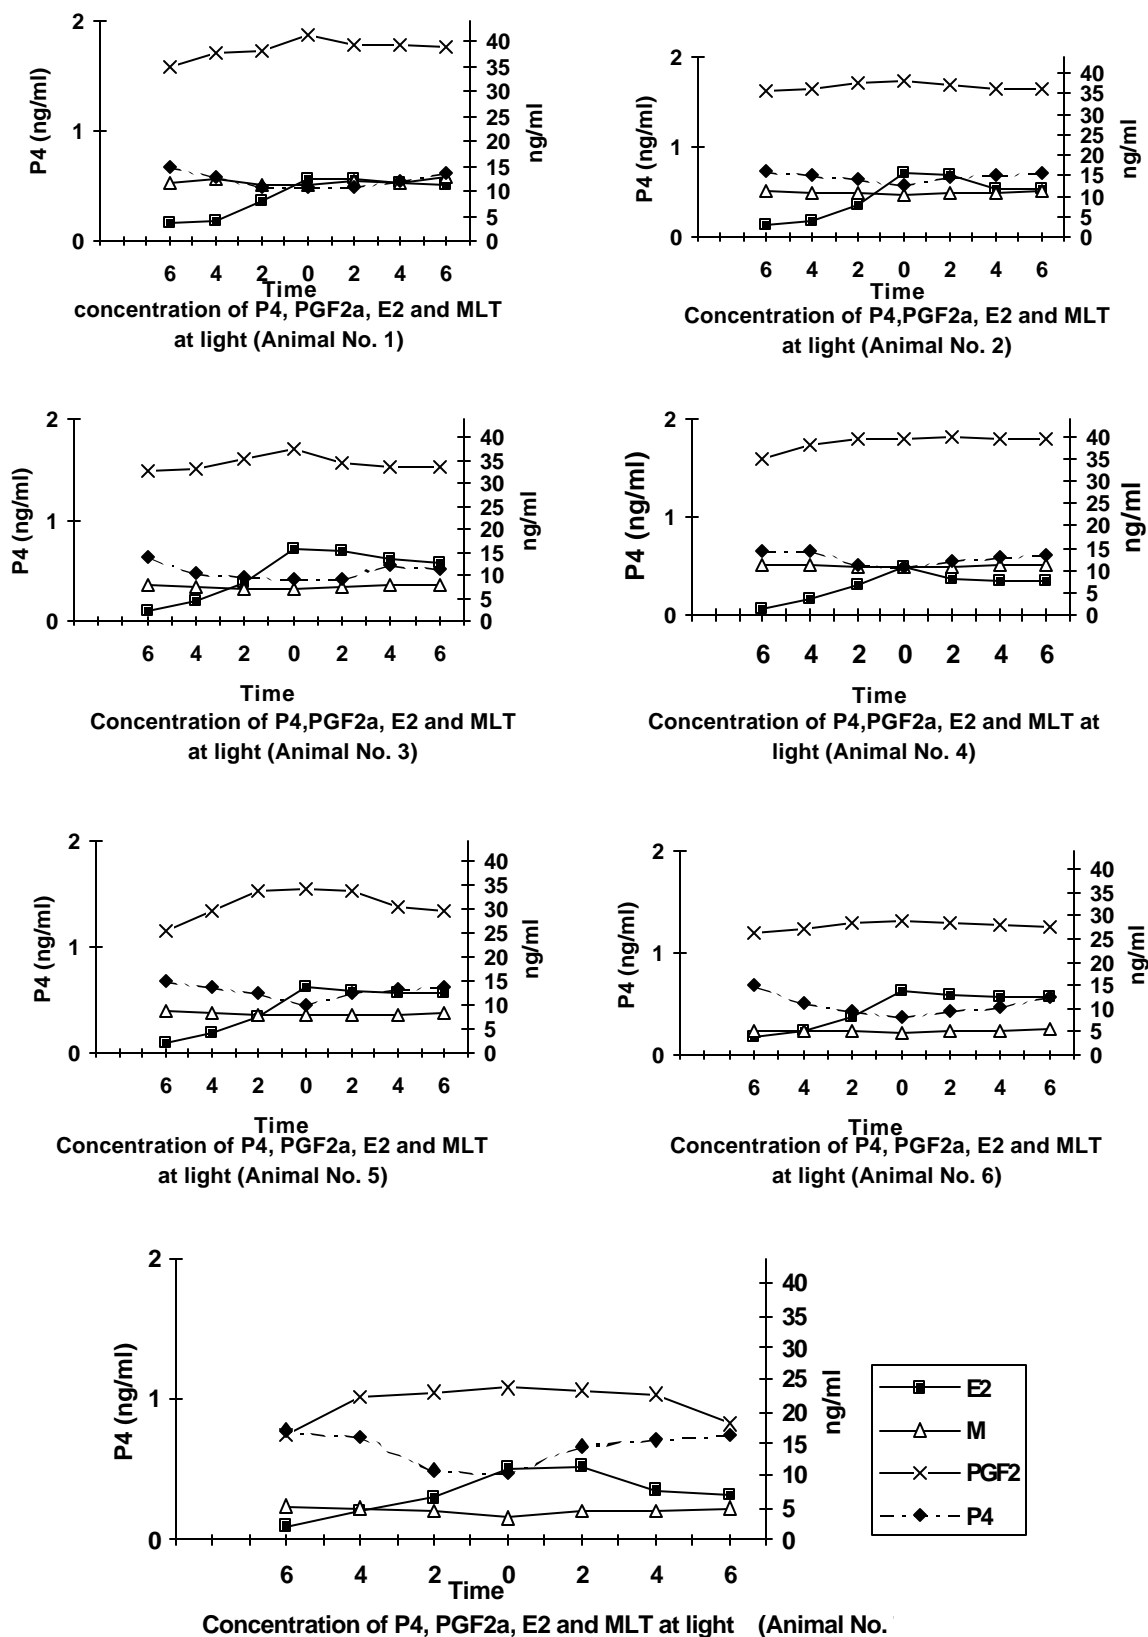 2
1
0
P4 (ng/ml)
40
35
30
25
20
15
10
5
0
ng/ml
6 4 2 0 2 4 6
Time
concentration of P4, PGF2a, E2 and MLT
at light (Animal No. 1)
2
1
0
P4 (ng/ml)
40
35
30
25
20
15
10
5
0
ng/ml
6 4 2 0 2 4 6
Time
Concentration of P4,PGF2a, E2 and MLT
at light (Animal No. 2)
2
1
0
P4 (ng/ml)
40
35
30
25
20
15
10
5
0
ng/ml
6 4 2 0 2 4 6
Time
Concentration of P4,PGF2a, E2 and MLT
at light (Animal No. 3)
2
1
0
P4 (ng/ml)
40
35
30
25
20
15
10
5
0
ng/ml
6 4 2 0 2 4 6
Time
Concentration of P4,PGF2a, E2 and MLT at
light (Animal No. 4)
2
1
0
P4 (ng/ml)
40
35
30
25
20
15
10
5
0
ng/ml
6 4 2 0 2 4 6
Time
Concentration of P4, PGF2a, E2 and MLT
at light (Animal No. 5)
2
1
0
P4 (ng/ml)
40
35
30
25
20
15
10
5
0
ng/ml
6 4 2 0 2 4 6
Time
Concentration of P4, PGF2a, E2 and MLT
at light (Animal No. 6)
2
1
0
P4 (ng/ml)
40
35
30
25
20
15
10
5
0
ng/ml
6 4 2 0 2 4 6
Time
Concentration of P4, PGF2a, E2 and MLT at light (Animal No.
E2
M
PGF2
P4